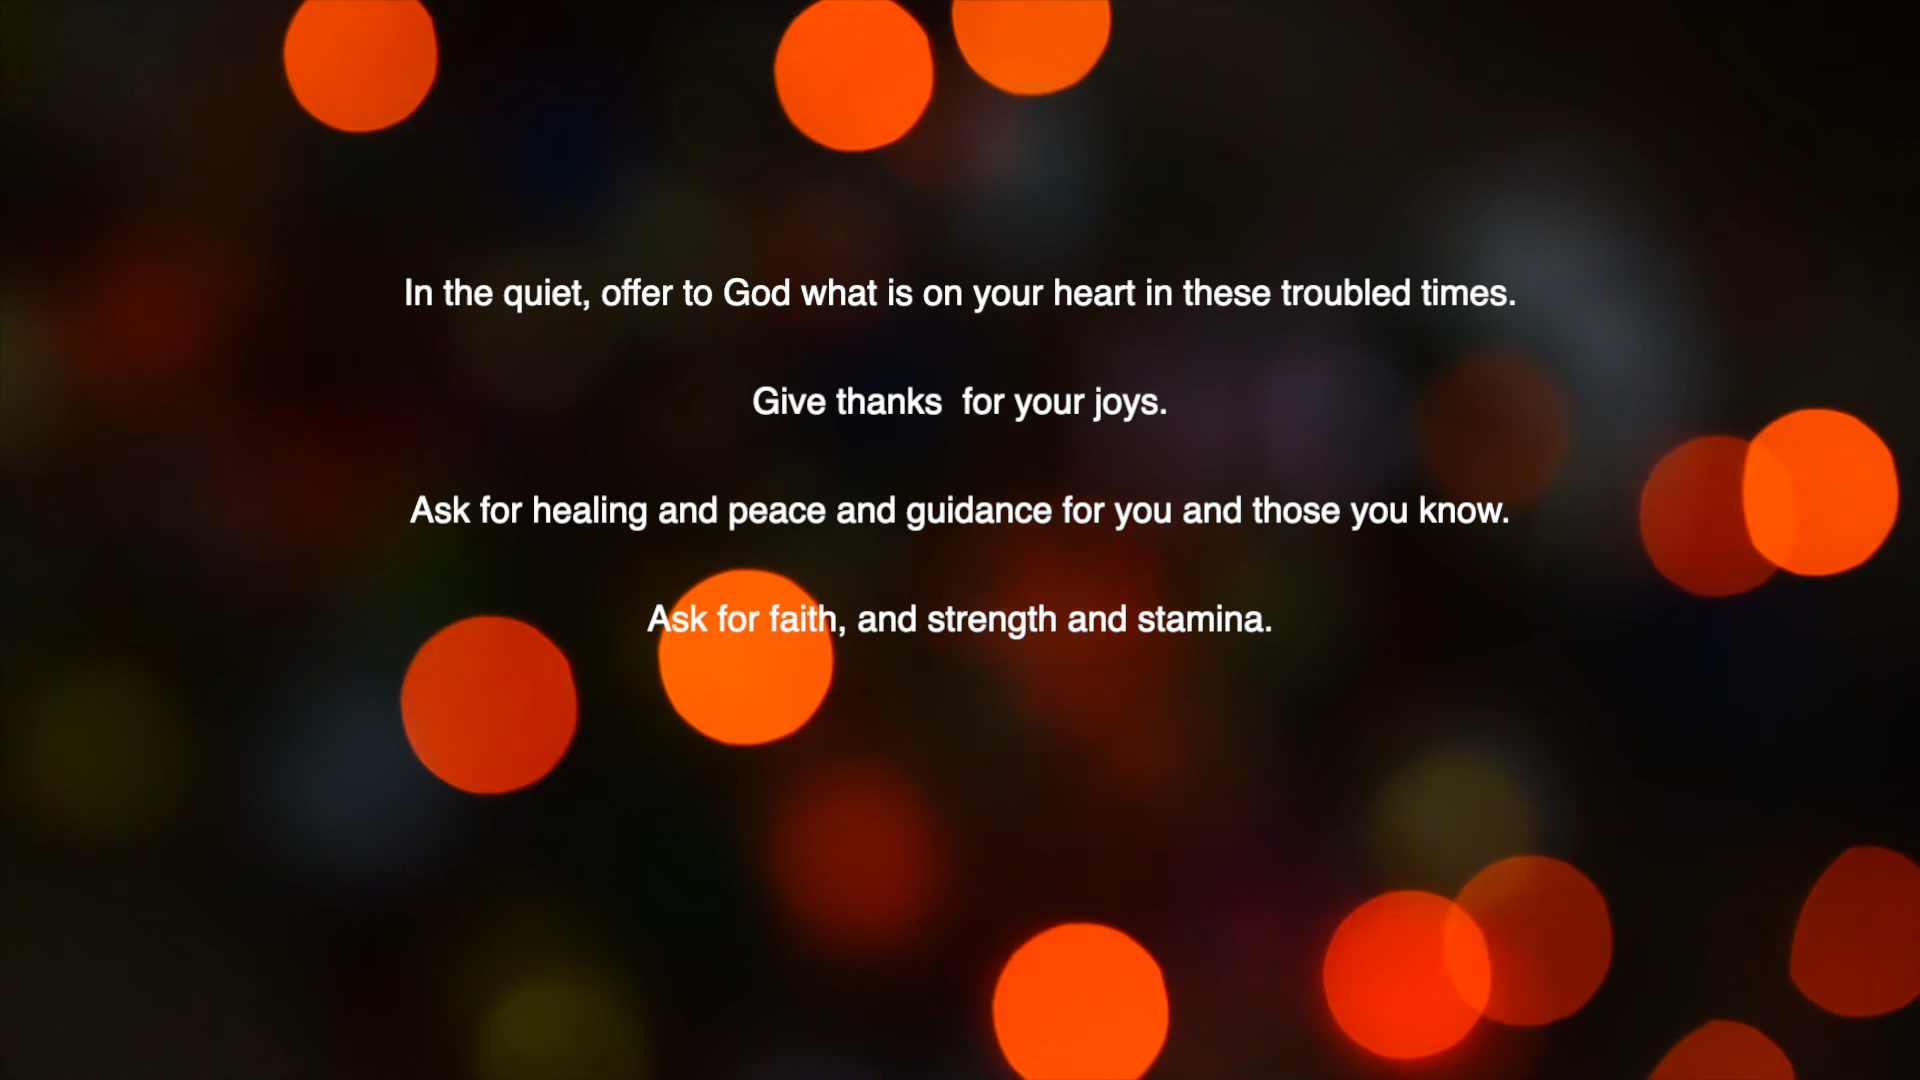 In the quiet, offer to God what is on your heart in these troubled times.
Give thanks  for your joys.
Ask for healing and peace and guidance for you and those you know.
Ask for faith, and strength and stamina.